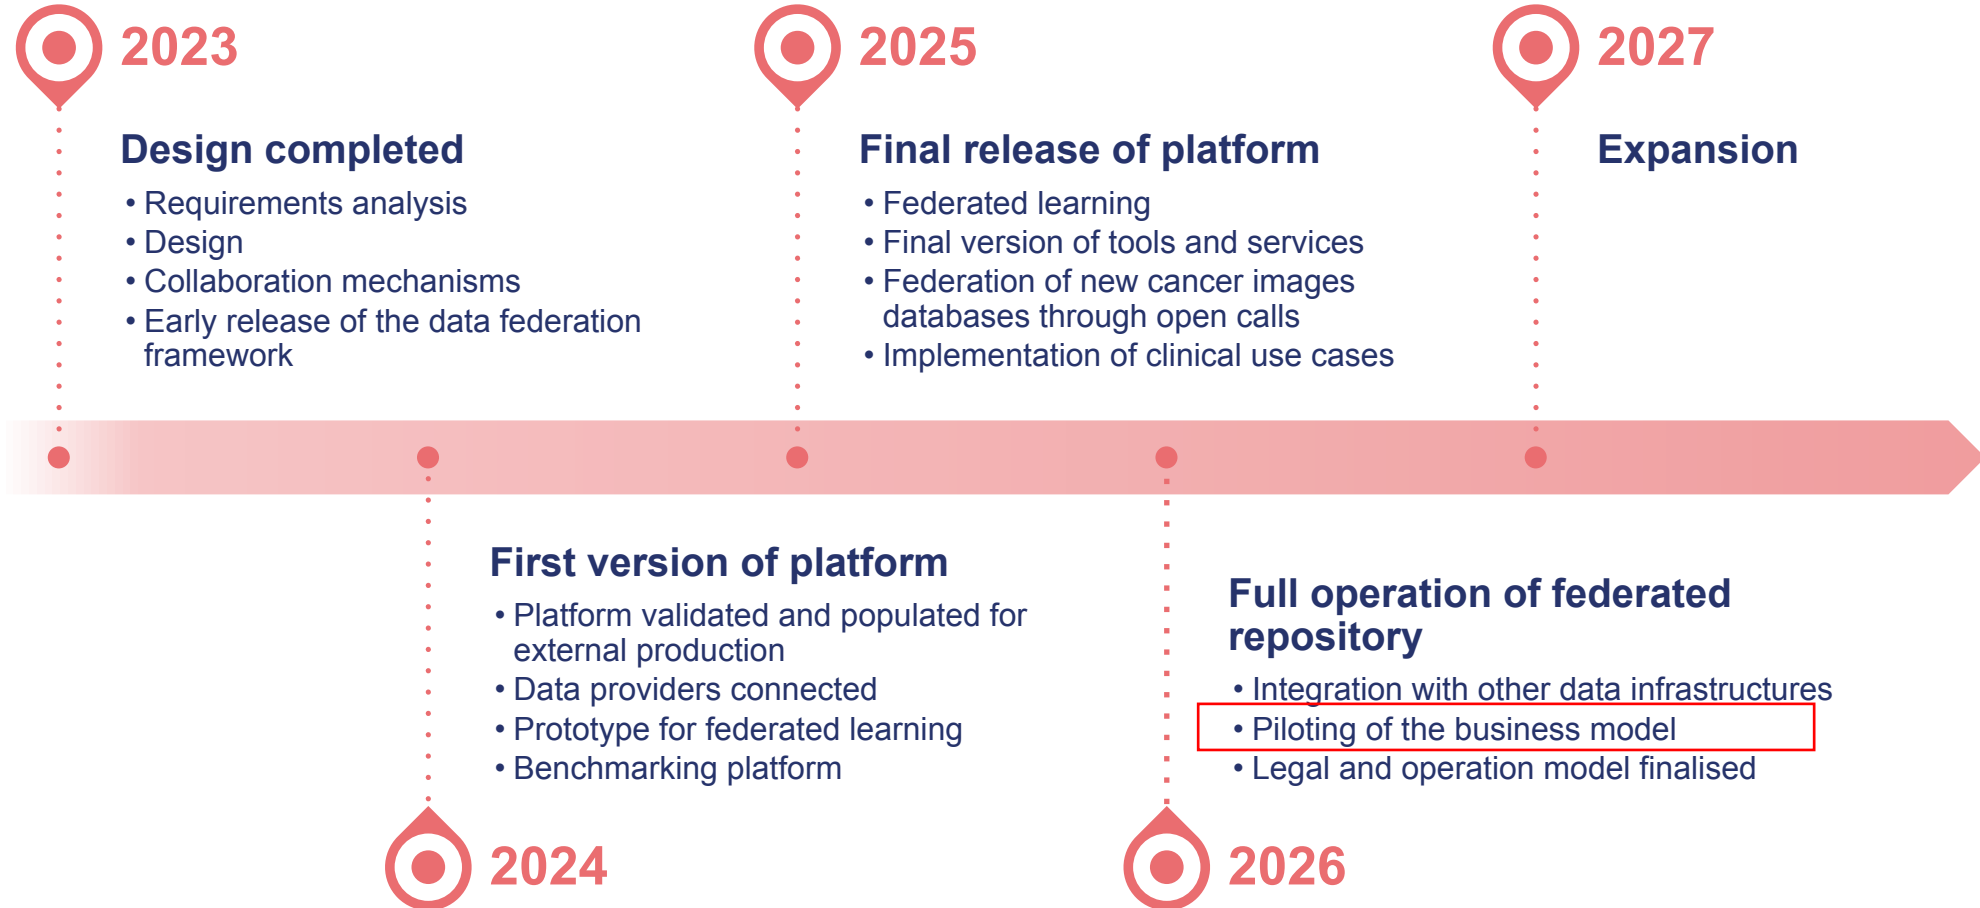 2023
Design completed
• Requirements analysis
• Design
• Collaboration mechanisms
• Early release of the data federation
framework
2025
Final release of platform
• Federated learning
• Final version of tools and services
• Federation of new cancer images
databases through open calls
• Implementation of clinical use cases
2027
Expansion
First version of platform
• Platform validated and populated for
external production
• Data providers connected
• Prototype for federated learning
• Benchmarking platform
2024
Full operation of federated
repository
• Integration with other data infrastructures
• Piloting of the business model
• Legal and operation model finalised
2026